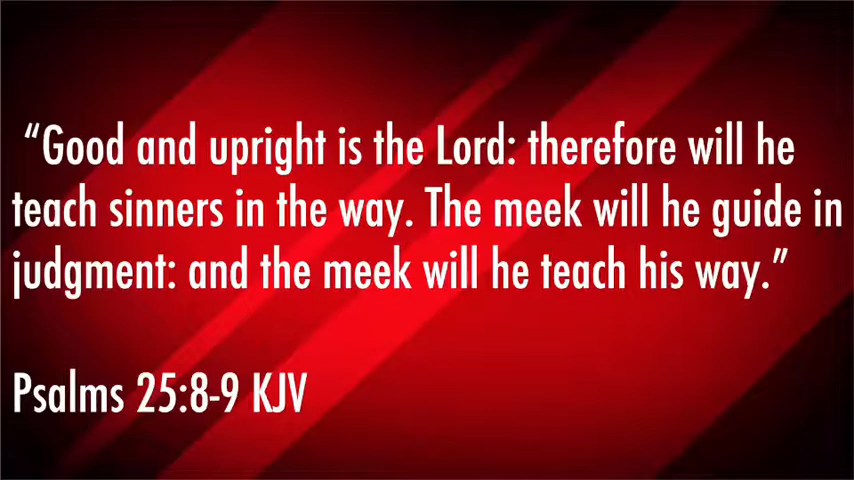 “Good and upright is the Lord: therefore will he
teach sinners in the way. The meek will he guide in
judgment: and the meek will he teach his way.”
Psalms 25:8-9 KJV